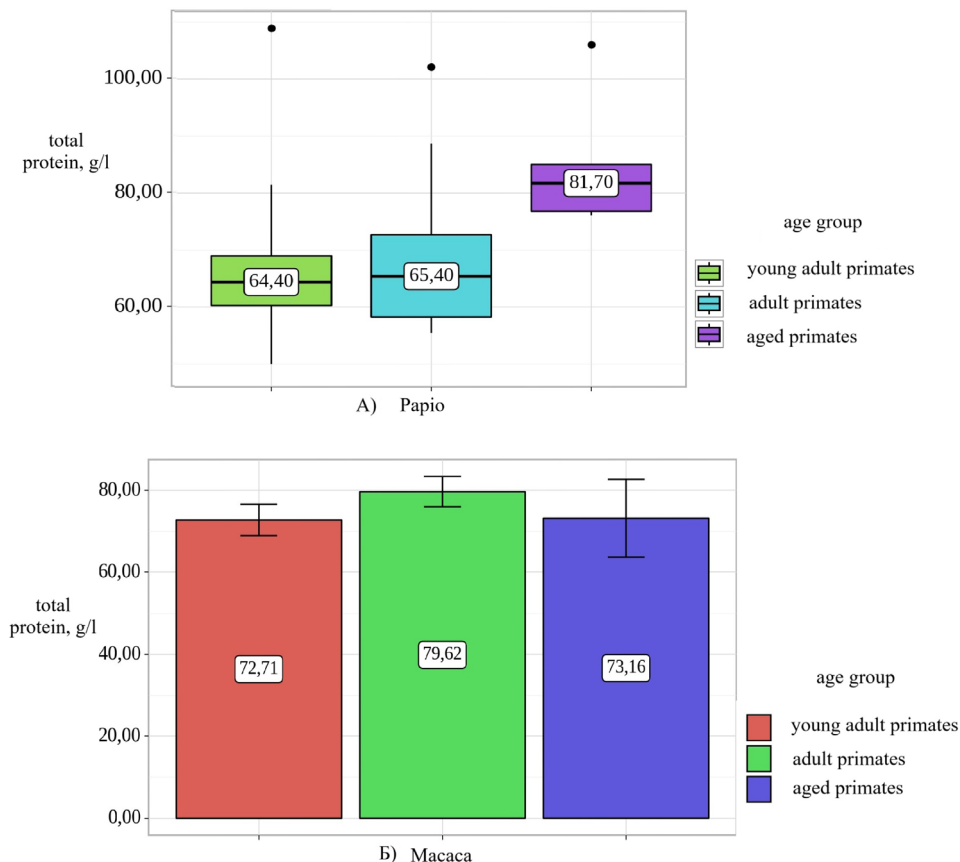 100,00
80,00
60,00
total
protein, g/l
64,40
65,40
81,70
age group
young adult primates
adult primates
aged primates
A) Papio
80,00
60,00
40,00
20,00
0,00
total
protein, g/l
72,71
79,62
73,16
age group
young adult primates
adult primates
aged primates
Б) Macaca